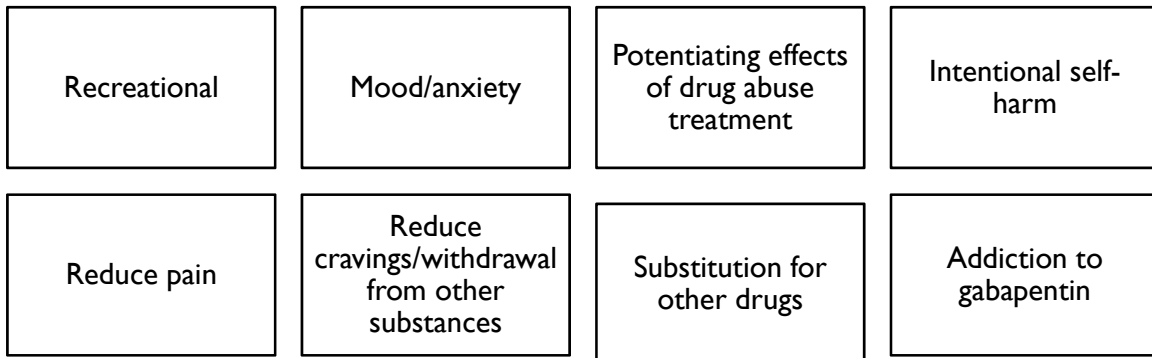 Recreational
Mood/anxiety
Potentiating effects
of drug abuse
treatment
Intentional self-
harm
Reduce pain
Reduce
cravings/withdrawal
from other
substances
Substitution for
other drugs
Addiction to
gabapentin